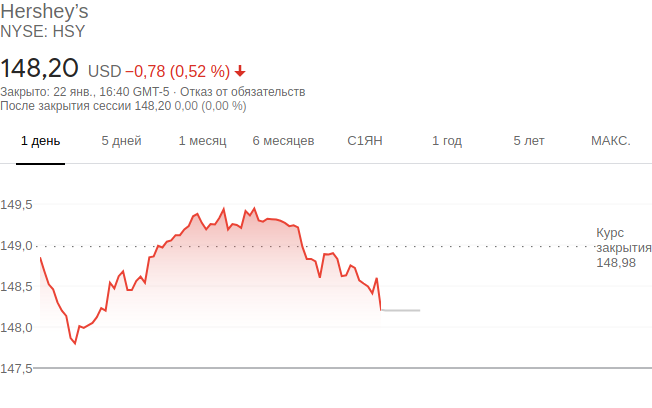 Hershey’s
NYSE: HSY
148,20 USD −0,78 (0,52 %)
Закрыто: 22 янв., 16:40 GMT-5 · Отказ от обязательств
После закрытия сессии 148,20 0,00 (0,00 %)
1 день 5 дней 1 месяц 6 месяцев С1ЯН 1 год 5 лет МАКС.
149,5
149,0
148,5
148,0
147,5
Курс
закрытия
148,98